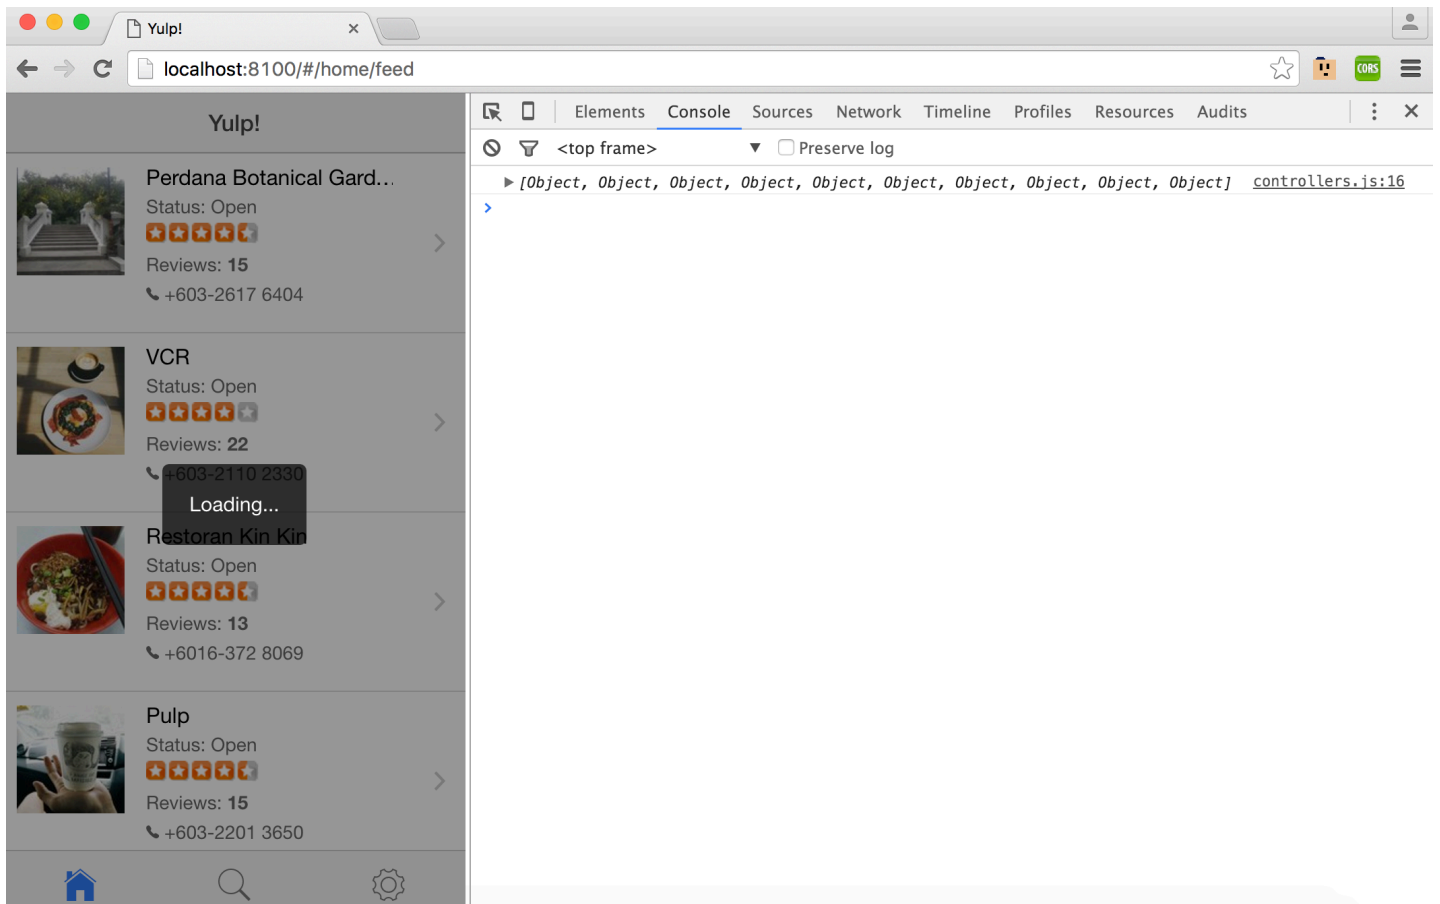 Yulp!
localhost:8100/#/home/feed
CORS
Yulp!
Elements Console Sources Network Timeline Profiles Resources Audits
<top frame> Preserve log
[Object, Object, Object, Object, Object, Object, Object, Object, Object, Object] controllers.js:16
Perdana Botanical Gard...
Status: Open
Reviews: 15
+603-2617 6404
VCR
Status: Open
Reviews: 22
+603-2110 2330
Loading...
Restoran Kin Kin
Status: Open
Reviews: 13
+6016-372 8069
Pulp
Status: Open
Reviews: 15
+603-2201 3650